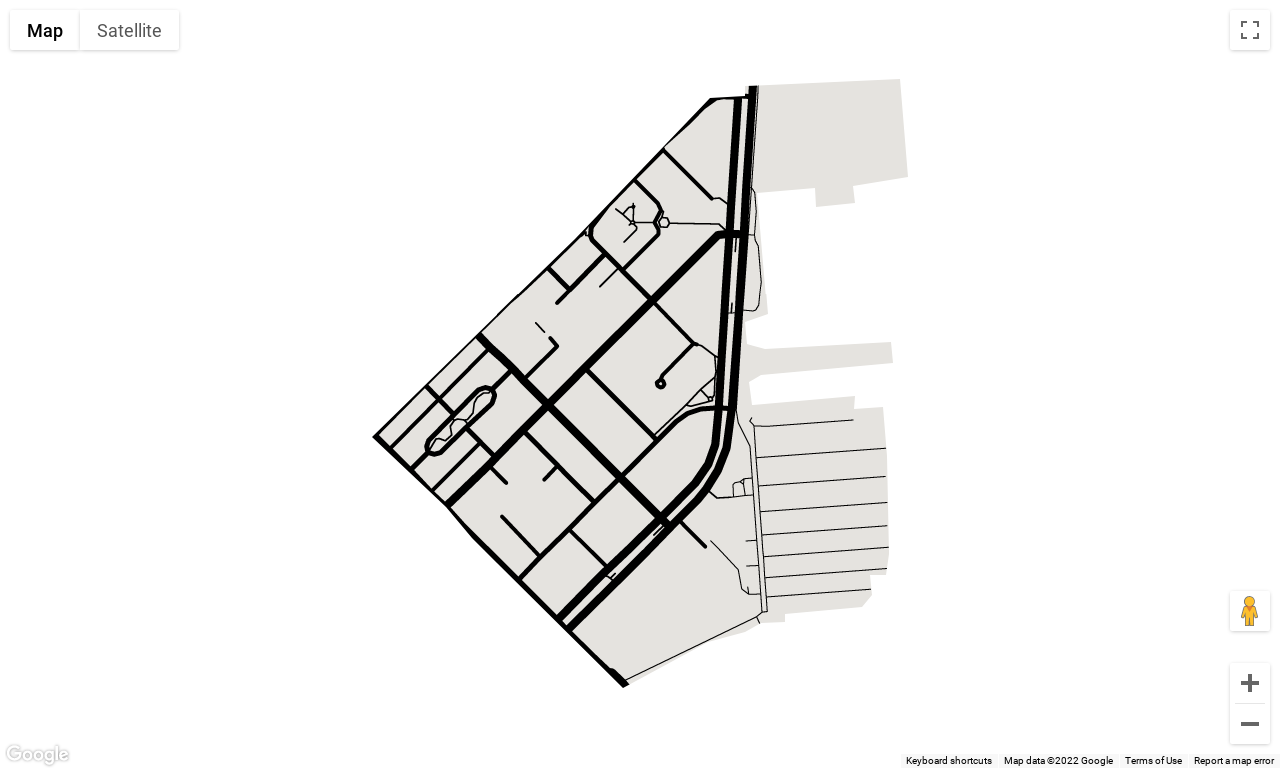 Map Satellite
Google
Keyboard shortcuts Map data ©2022 Google Terms of Use Report a map error